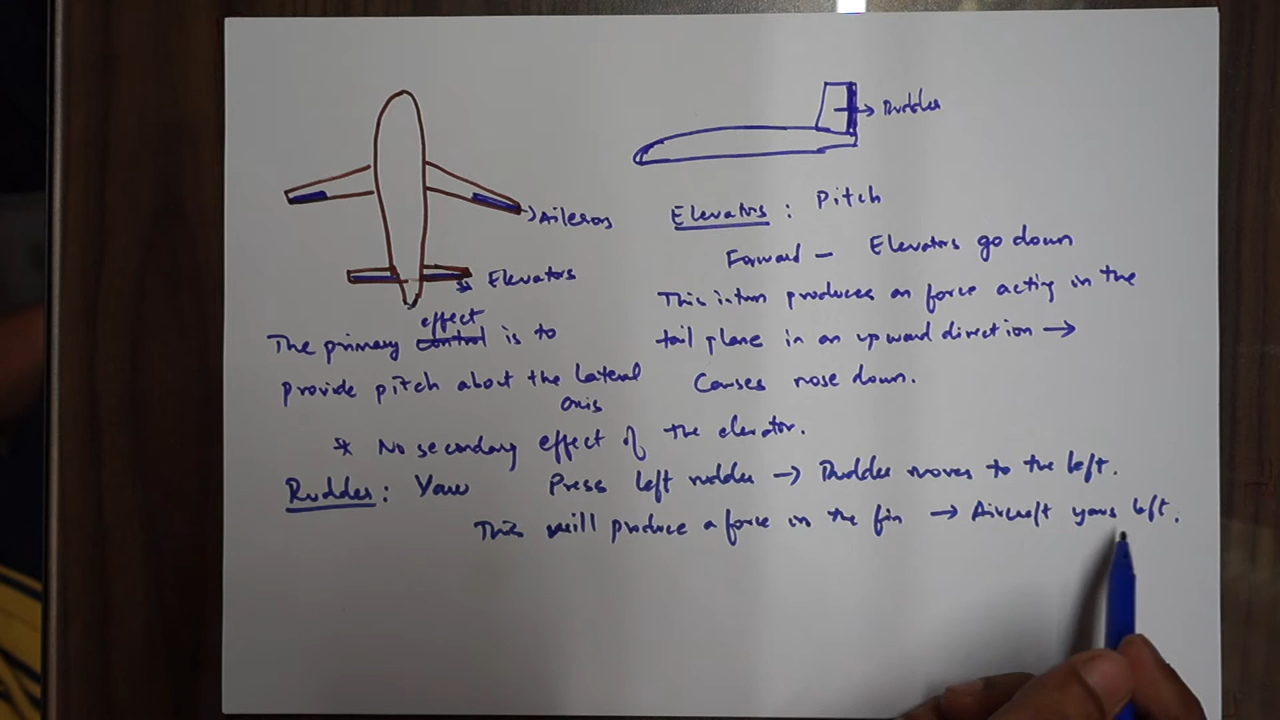 Rudder
Aileron
Elevators
Elevators : Pitch
Forward - Elevators go down
This inturn produces an force acting in the
tail plane in an upward direction →
Causes nose down.
The primary control effect is to
provide pitch about the lateral
axis
* No secondary effect of the elevator.
Rudder : Yaw Press left rudder → Rudder moves to the left.
This will produce a force in the fin → Aircraft yaws left.